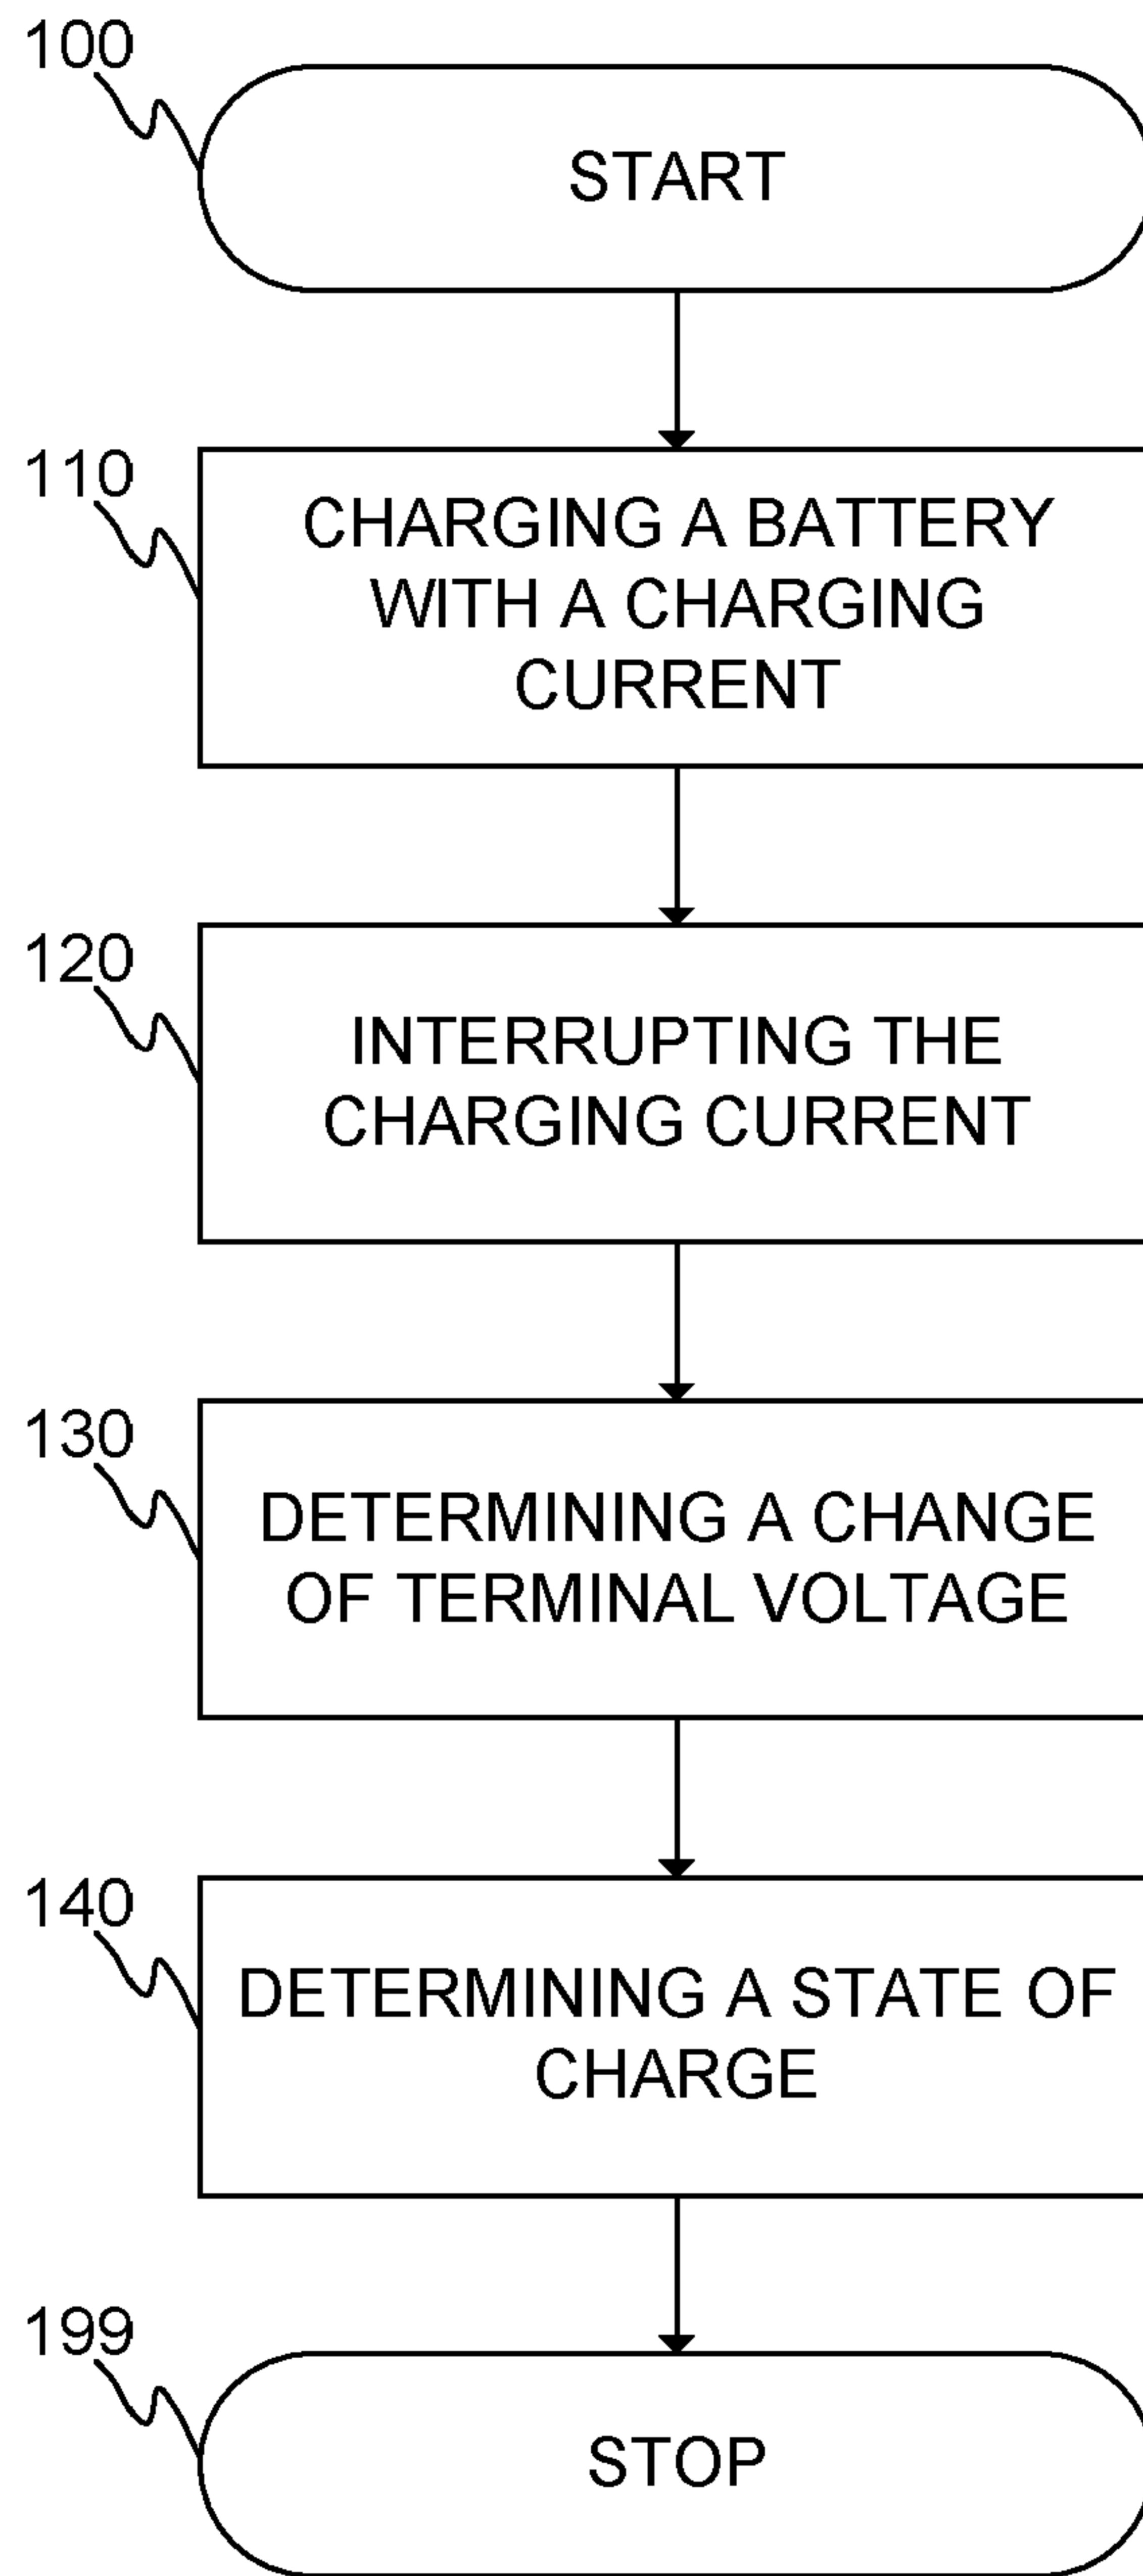 100
START
110
CHARGING A BATTERY
WITH A CHARGING
CURRENT
120
INTERRUPTING THE
CHARGING CURRENT
130
DETERMINING A CHANGE
OF TERMINAL VOLTAGE
140
DETERMINING A STATE OF
CHARGE
199
STOP